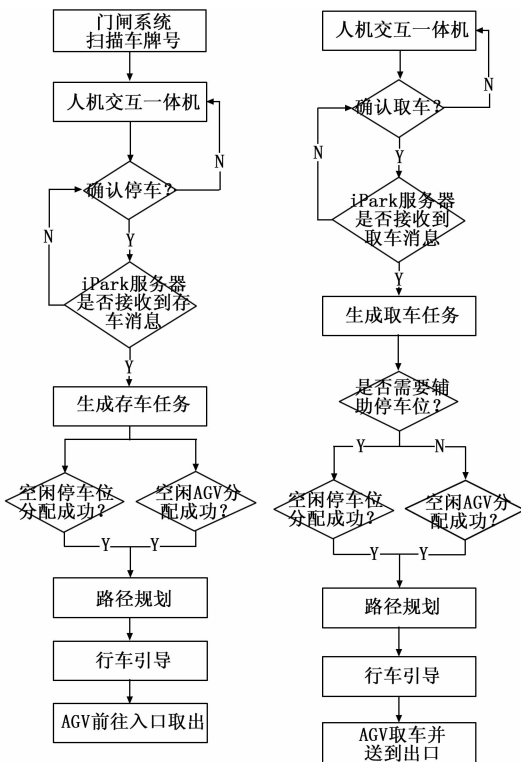 门闸系统
扫描车牌号
人机交互一体机
N
确认停车?
N
Y
iPark服务器
是否接收到存
车消息
Y
生成存车任务
空闲停车位
分配成功?
空闲AGV分
配成功?
Y
Y
路径规划
行车引导
AGV前往入口取出
人机交互一体机
N
确认取车?
N
Y
iPark服务器
是否接收到
取车消息
Y
生成取车任务
是否需要辅
助停车位?
Y
N
空闲停车位
分配成功?
空闲AGV分
配成功?
Y
Y
路径规划
行车引导
AGV取车并
送到出口